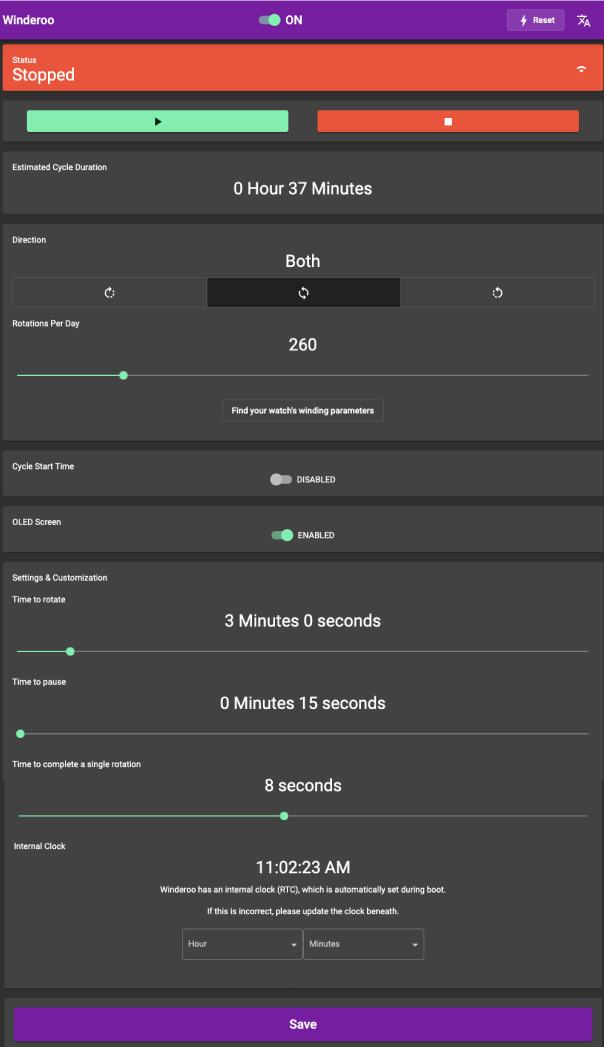 Winderoo
ON
Reset
Status
Stopped
Estimated Cycle Duration
0 Hour 37 Minutes
Direction
Both
Rotations Per Day
260
Find your watch's winding parameters
Cycle Start Time
DISABLED
OLED Screen
ENABLED
Settings & Customization
Time to rotate
3 Minutes 0 seconds
Time to pause
0 Minutes 15 seconds
Time to complete a single rotation
8 seconds
Internal Clock
11:02:23 AM
Winderoo has an internal clock (RTC), which is automatically set during boot.
If this is incorrect, please update the clock beneath.
Hour
Minutes
Save